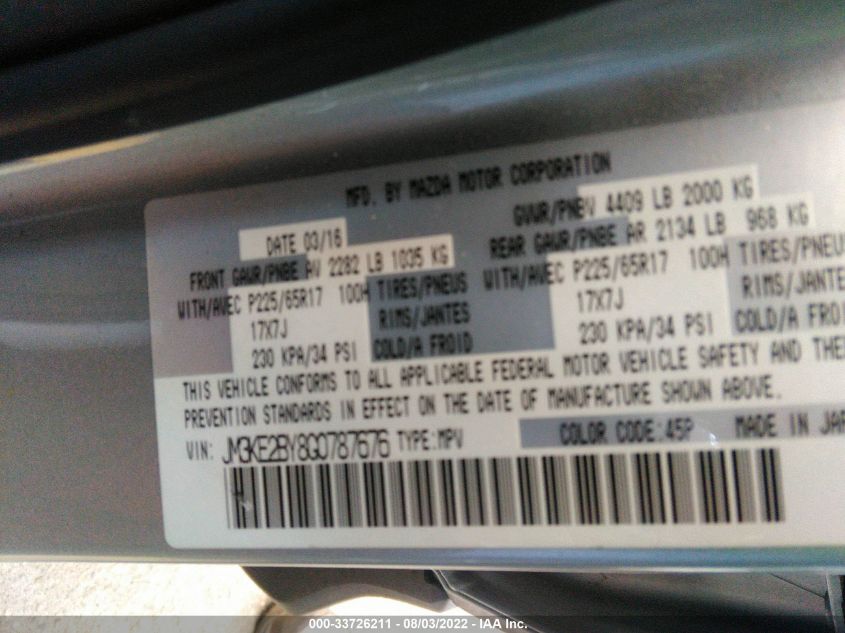 MFD. BY MAZDA MOTOR CORPORATION
DATE 03/16 GVWR/PNBV 4409 LB 2000 KG
FRONT GAWR/PNBE AV 2282 LB 1035 KG REAR GAWR/PNBE AR 2134 LB 968 KG
WITH/AVEC P225/65R17 100H TIRES/PNEUS WITH/AVEC P225/65R17 100H TIRES/PNEU
17X7J RIMS/JANTES 17X7J RIMS/JANTE
230 KPA/34 PSI COLD/A FROID 230 KPA/34 PSI COLD/A FROI
THIS VEHICLE CONFORMS TO ALL APPLICABLE FEDERAL MOTOR VEHICLE SAFETY AND THE
PREVENTION STANDARDS IN EFFECT ON THE DATE OF MANUFACTURE SHOWN ABOVE.
VIN: JM3KE2BY8G0787676 TYPE:MPV COLOR CODE:45P MADE IN JAP
000-33726211 - 08/03/2022 - IAA Inc.